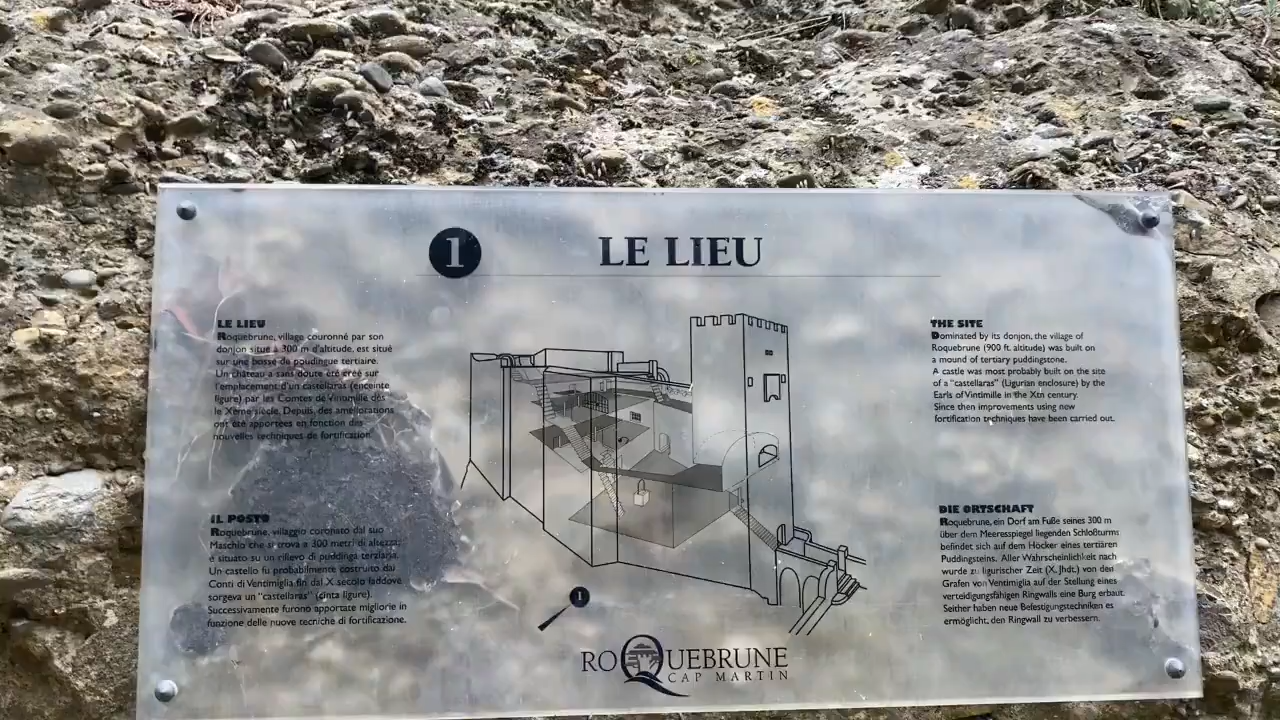 1
LE LIEU
LE LIEU
Roquebrune, village couronné par son
donjon situé à 300 m d'altitude, est situé
sur une bosse de poudingue tertiaire.
Un château a sans doute été créé sur
l'emplacement d'un castellaras (enceinte
ligure) par les Comtes de Vintimille dès
le Xème siècle. Depuis, des améliorations
ont été apportées en fonction des
nouvelles techniques de fortification.
IL POSTO
Roquebrune, villaggio coronato dal suo
Maschio che si trova a 300 metri di altezza,
è situato su un rilievo di puddinga terziaria.
Un castello fu probabilmente costruito dai
Conti di Ventimiglia fin dal X secolo laddove
sorgeva un "castellaras" (cinta ligure).
Successivamente furono apportate migliorie in
funzione delle nuove tecniche di fortificazione.
THE SITE
Dominated by its donjon, the village of
Roquebrune (900 ft. altitude) was built on
a mound of tertiary puddingstone.
A castle was most probably built on the site
of a "castellaras" (Ligurian enclosure) by the
Earls of Vintimille in the Xth century.
Since then improvements using new
fortification techniques have been carried out.
DIE ORTSCHAFT
Roquebrune, ein Dorf am Fuße seines 300 m
über dem Meeresspiegel liegenden Schloßturms
befindet sich auf dem Höcker eines tertiären
Puddingsteins. Aller Wahrscheinlichkeit nach
wurde zu ligurischer Zeit (X. Jhdt.) von den
Grafen von Ventimiglia auf der Stellung eines
verteidigungsfähigen Ringwalls eine Burg erbaut.
Seither haben neue Befestigungstechniken es
ermöglicht, den Ringwall zu verbessern.
1
ROQUEBRUNE
CAP MARTIN